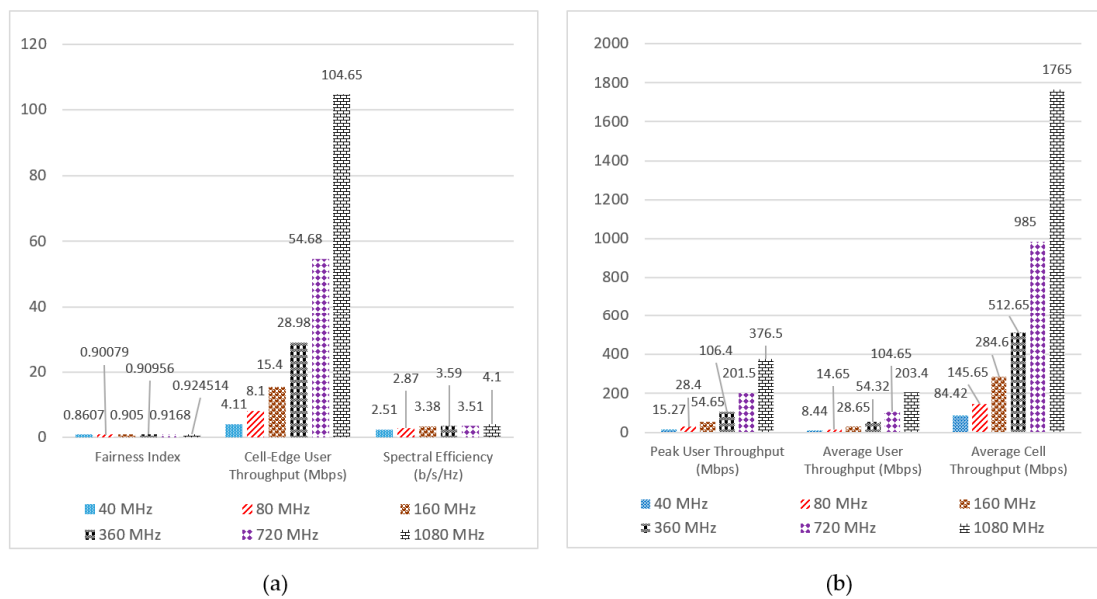 120
100
80
60
40
20
0
0.8607
0.90079
0.905
0.90956
0.9168
0.924514
4.11
8.1
15.4
28.98
54.68
104.65
2.51
2.87
3.38
3.59
3.51
4.1
Fairness Index
Cell-Edge User
Throughput (Mbps)
Spectral Efficiency
(b/s/Hz)
40 MHz
80 MHz
160 MHz
360 MHz
720 MHz
1080 MHz
(a)
2000
1800
1600
1400
1200
1000
800
600
400
200
0
15.27
28.4
54.65
106.4
201.5
376.5
8.44
14.65
28.65
54.32
104.65
203.4
84.42
145.65
284.6
512.65
985
1765
Peak User Throughput
(Mbps)
Average User
Throughput (Mbps)
Average Cell
Throughput (Mbps)
40 MHz
80 MHz
160 MHz
360 MHz
720 MHz
1080 MHz
(b)